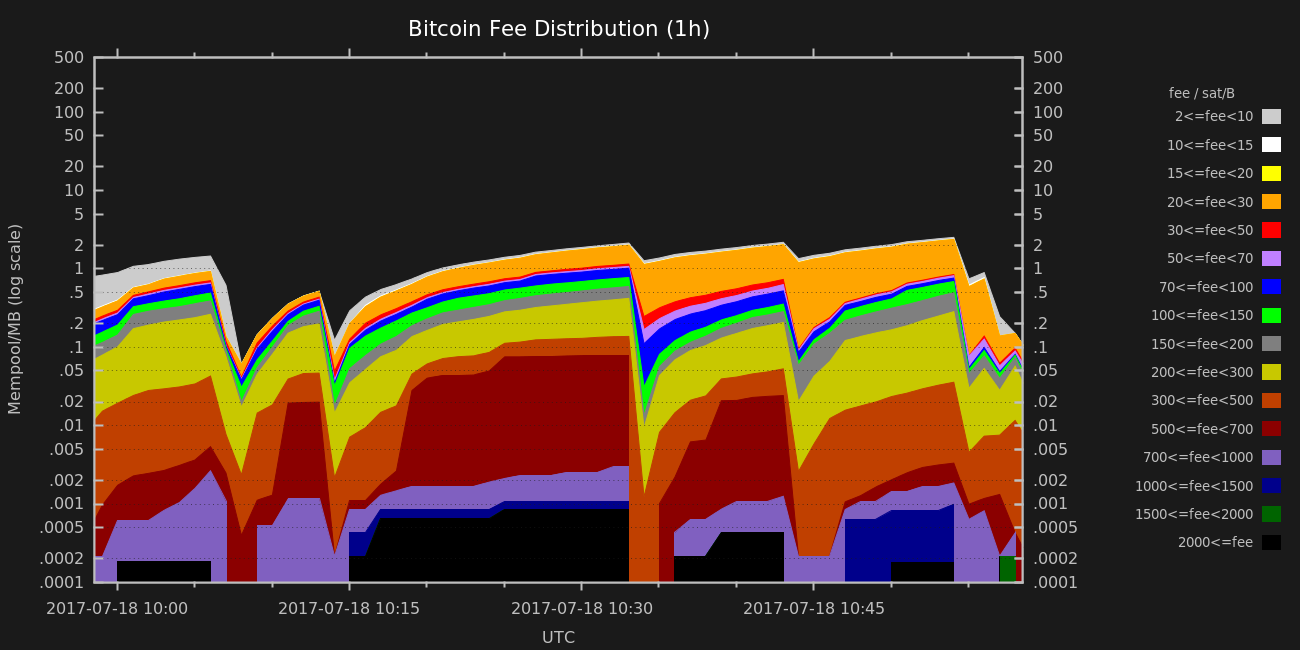 Bitcoin Fee Distribution (1h)
Mempool/MB (log scale)
500
200
100
50
20
10
5
2
1
.5
.2
.1
.05
.02
.01
.005
.002
.001
.0005
.0002
.0001
500
200
100
50
20
10
5
2
1
.5
.2
.1
.05
.02
.01
.005
.002
.001
.0005
.0002
.0001
2017-07-18 10:00
2017-07-18 10:15
2017-07-18 10:30
2017-07-18 10:45
UTC
fee / sat/B
2<=fee<10
10<=fee<15
15<=fee<20
20<=fee<30
30<=fee<50
50<=fee<70
70<=fee<100
100<=fee<150
150<=fee<200
200<=fee<300
300<=fee<500
500<=fee<700
700<=fee<1000
1000<=fee<1500
1500<=fee<2000
2000<=fee